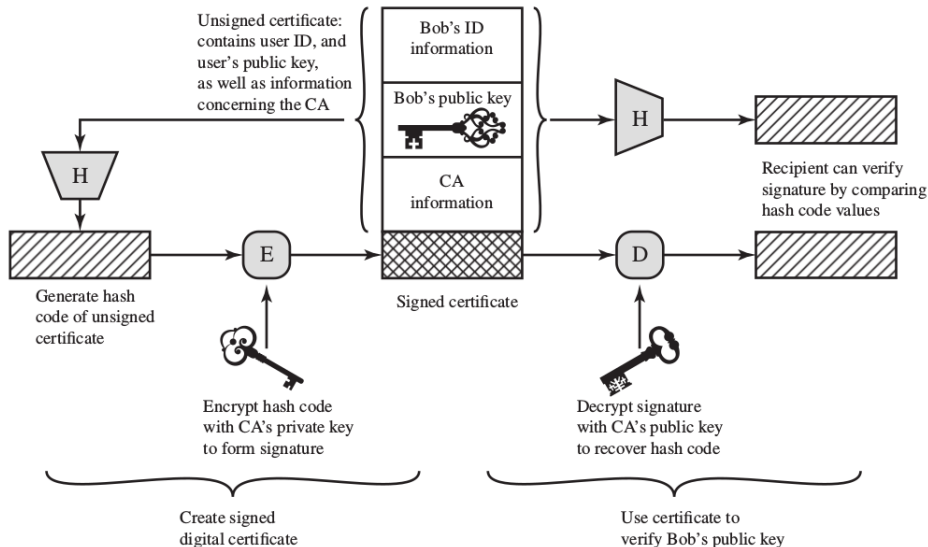 Unsigned certificate:
contains user ID, and
user's public key,
as well as information
concerning the CA
Bob's ID
information
Bob's public key
CA
information
H
H
Recipient can verify
signature by comparing
hash code values
E
D
Generate hash
code of unsigned
certificate
Signed certificate
Encrypt hash code
with CA's private key
to form signature
Decrypt signature
with CA's public key
to recover hash code
Create signed
digital certificate
Use certificate to
verify Bob's public key